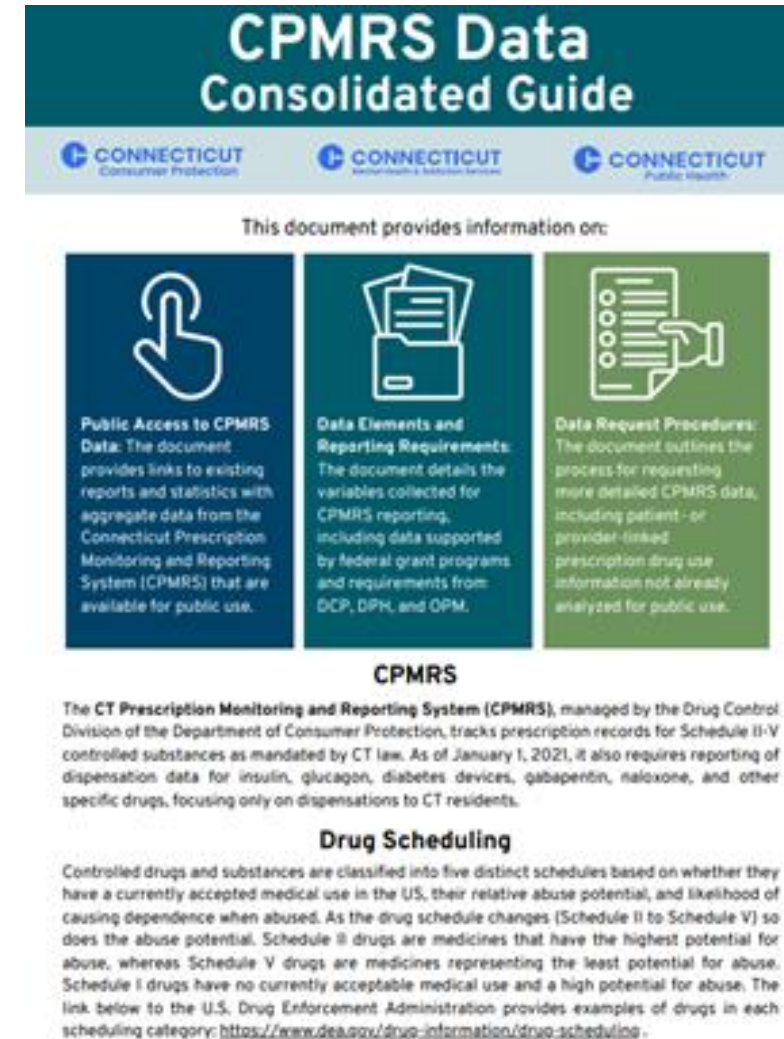 CPMRS Data
Consolidated Guide
CONNECTICUT
Consumer Protection
CONNECTICUT
Mental Health & Addiction Services
CONNECTICUT
Public Health
This document provides information on:
Public Access to CPMRS
Data: The document
provides links to existing
reports and statistics with
aggregate data from the
Connecticut Prescription
Monitoring and Reporting
System (CPMRS) that are
available for public use.
Data Elements and
Reporting Requirements:
The document details the
variables collected for
CPMRS reporting,
including data supported
by federal grant programs
and requirements from
DCP, DPH, and OPM.
Data Request Procedures:
The document outlines the
process for requesting
more detailed CPMRS data,
including patient- or
provider-linked
prescription drug use
information not already
analyzed for public use.
CPMRS
The CT Prescription Monitoring and Reporting System (CPMRS), managed by the Drug Control
Division of the Department of Consumer Protection, tracks prescription records for Schedule II-V
controlled substances as mandated by CT law. As of January 1, 2021, it also requires reporting of
dispensation data for insulin, glucagon, diabetes devices, gabapentin, naloxone, and other
specific drugs, focusing only on dispensations to CT residents.
Drug Scheduling
Controlled drugs and substances are classified into five distinct schedules based on whether they
have a currently accepted medical use in the US, their relative abuse potential, and likelihood of
causing dependence when abused. As the drug schedule changes (Schedule II to Schedule V) so
does the abuse potential. Schedule II drugs are medicines that have the highest potential for
abuse, whereas Schedule V drugs are medicines representing the least potential for abuse.
Schedule I drugs have no currently acceptable medical use and a high potential for abuse. The
link below to the U.S. Drug Enforcement Administration provides examples of drugs in each
scheduling category: https://www.dea.gov/drug-information/drug-scheduling .